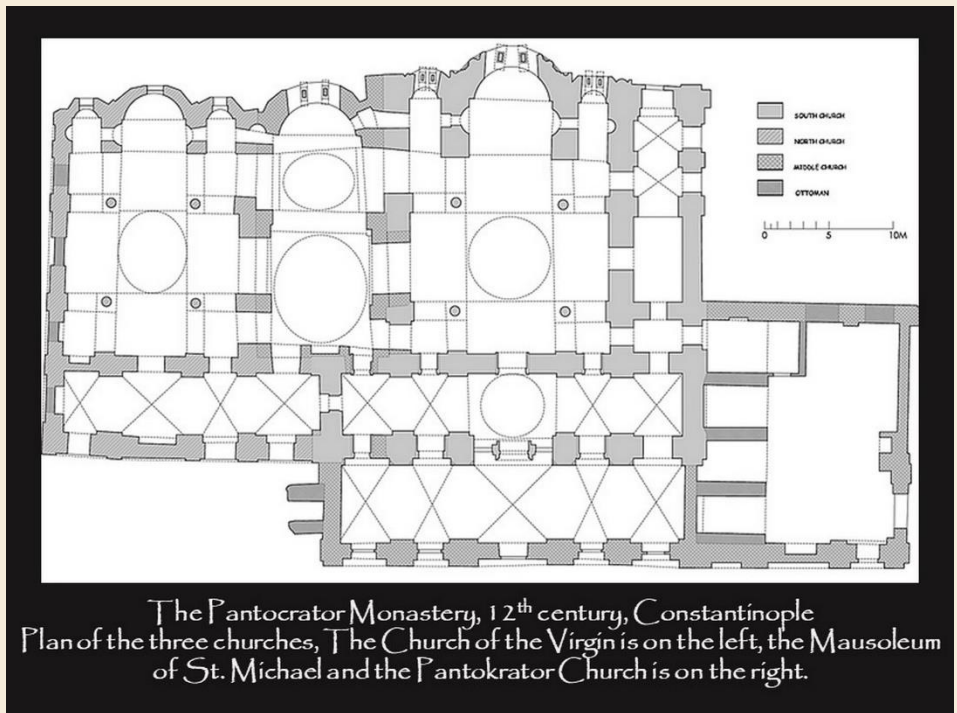 SOUTH CHURCH
NORTH CHURCH
MIDDLE CHURCH
OTTOMAN
0 5 10M
The Pantocrator Monastery, 12th century, Constantinople
Plan of the three churches, The Church of the Virgin is on the left, the Mausoleum
of St. Michael and the Pantokrator Church is on the right.